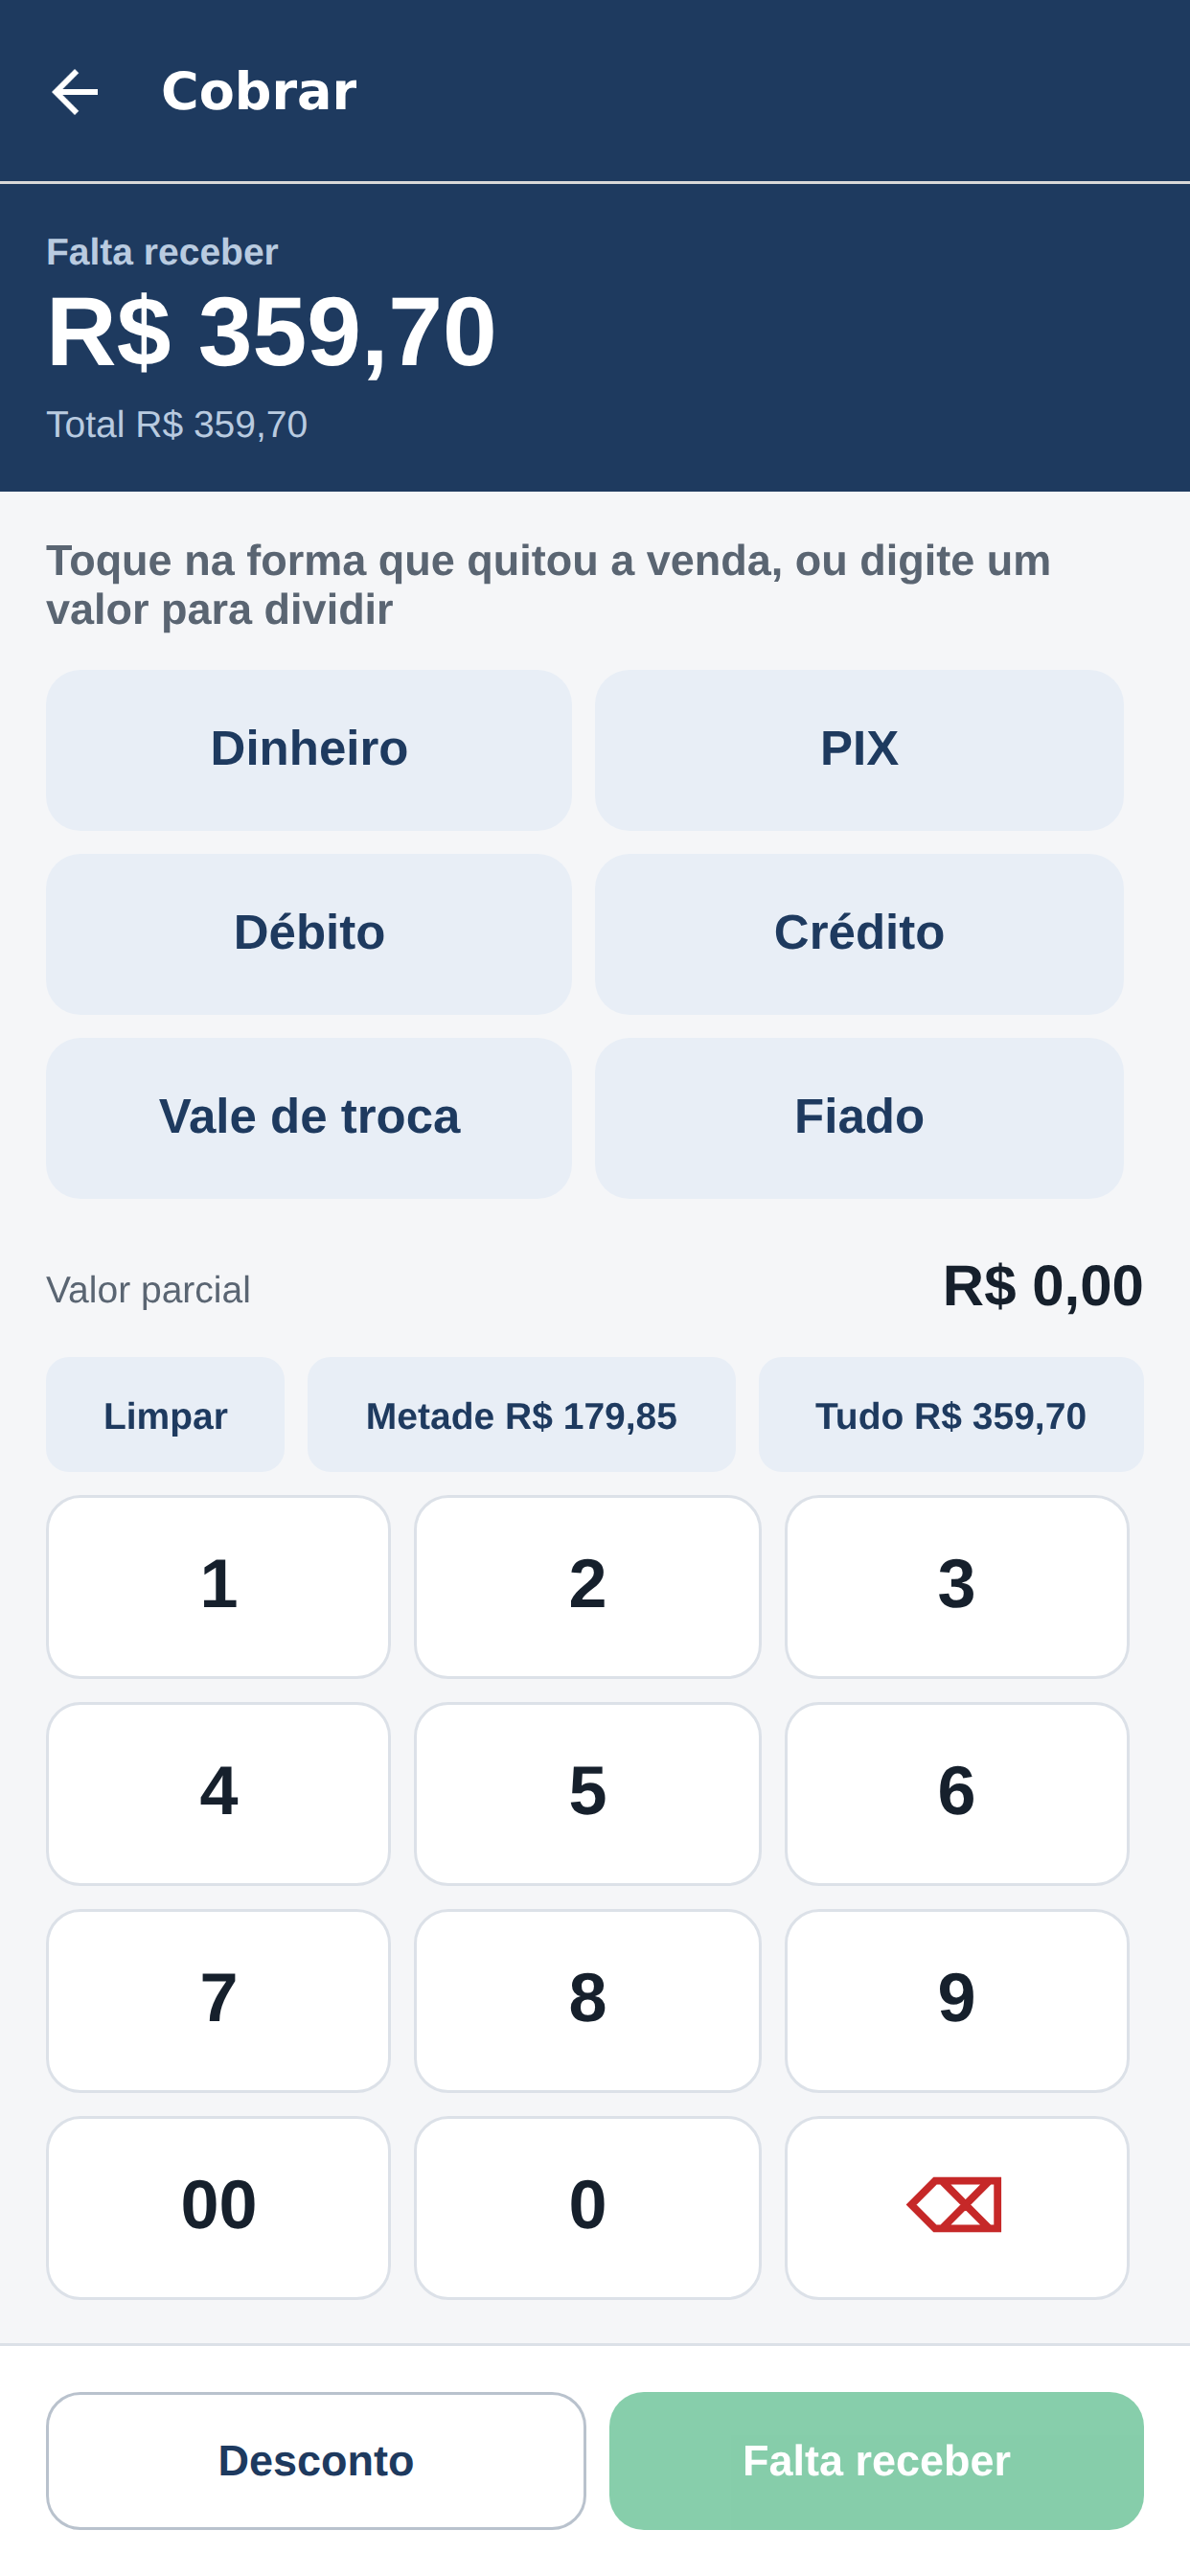 Cobrar
Falta receber
R$ 359,70
Total R$ 359,70
Toque na forma que quitou a venda, ou digite um
valor para dividir
Dinheiro
PIX
Débito
Crédito
Vale de troca
Fiado
Valor parcial
R$ 0,00
Limpar
Metade R$ 179,85
Tudo R$ 359,70
1
2
3
4
5
6
7
8
9
00
0
Desconto
Falta receber